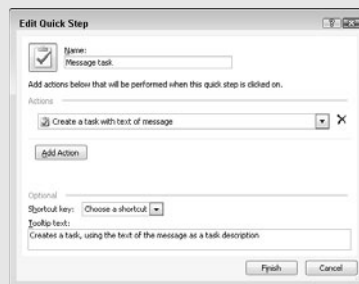 Edit Quick Step
Name:
Message task
Add actions below that will be performed when this quick step is clicked on.
Actions
Create a task with text of message
Add Action
Optional
Shortcut key: Choose a shortcut
Tooltip text:
Creates a task, using the text of the message as a task description
Finish Cancel